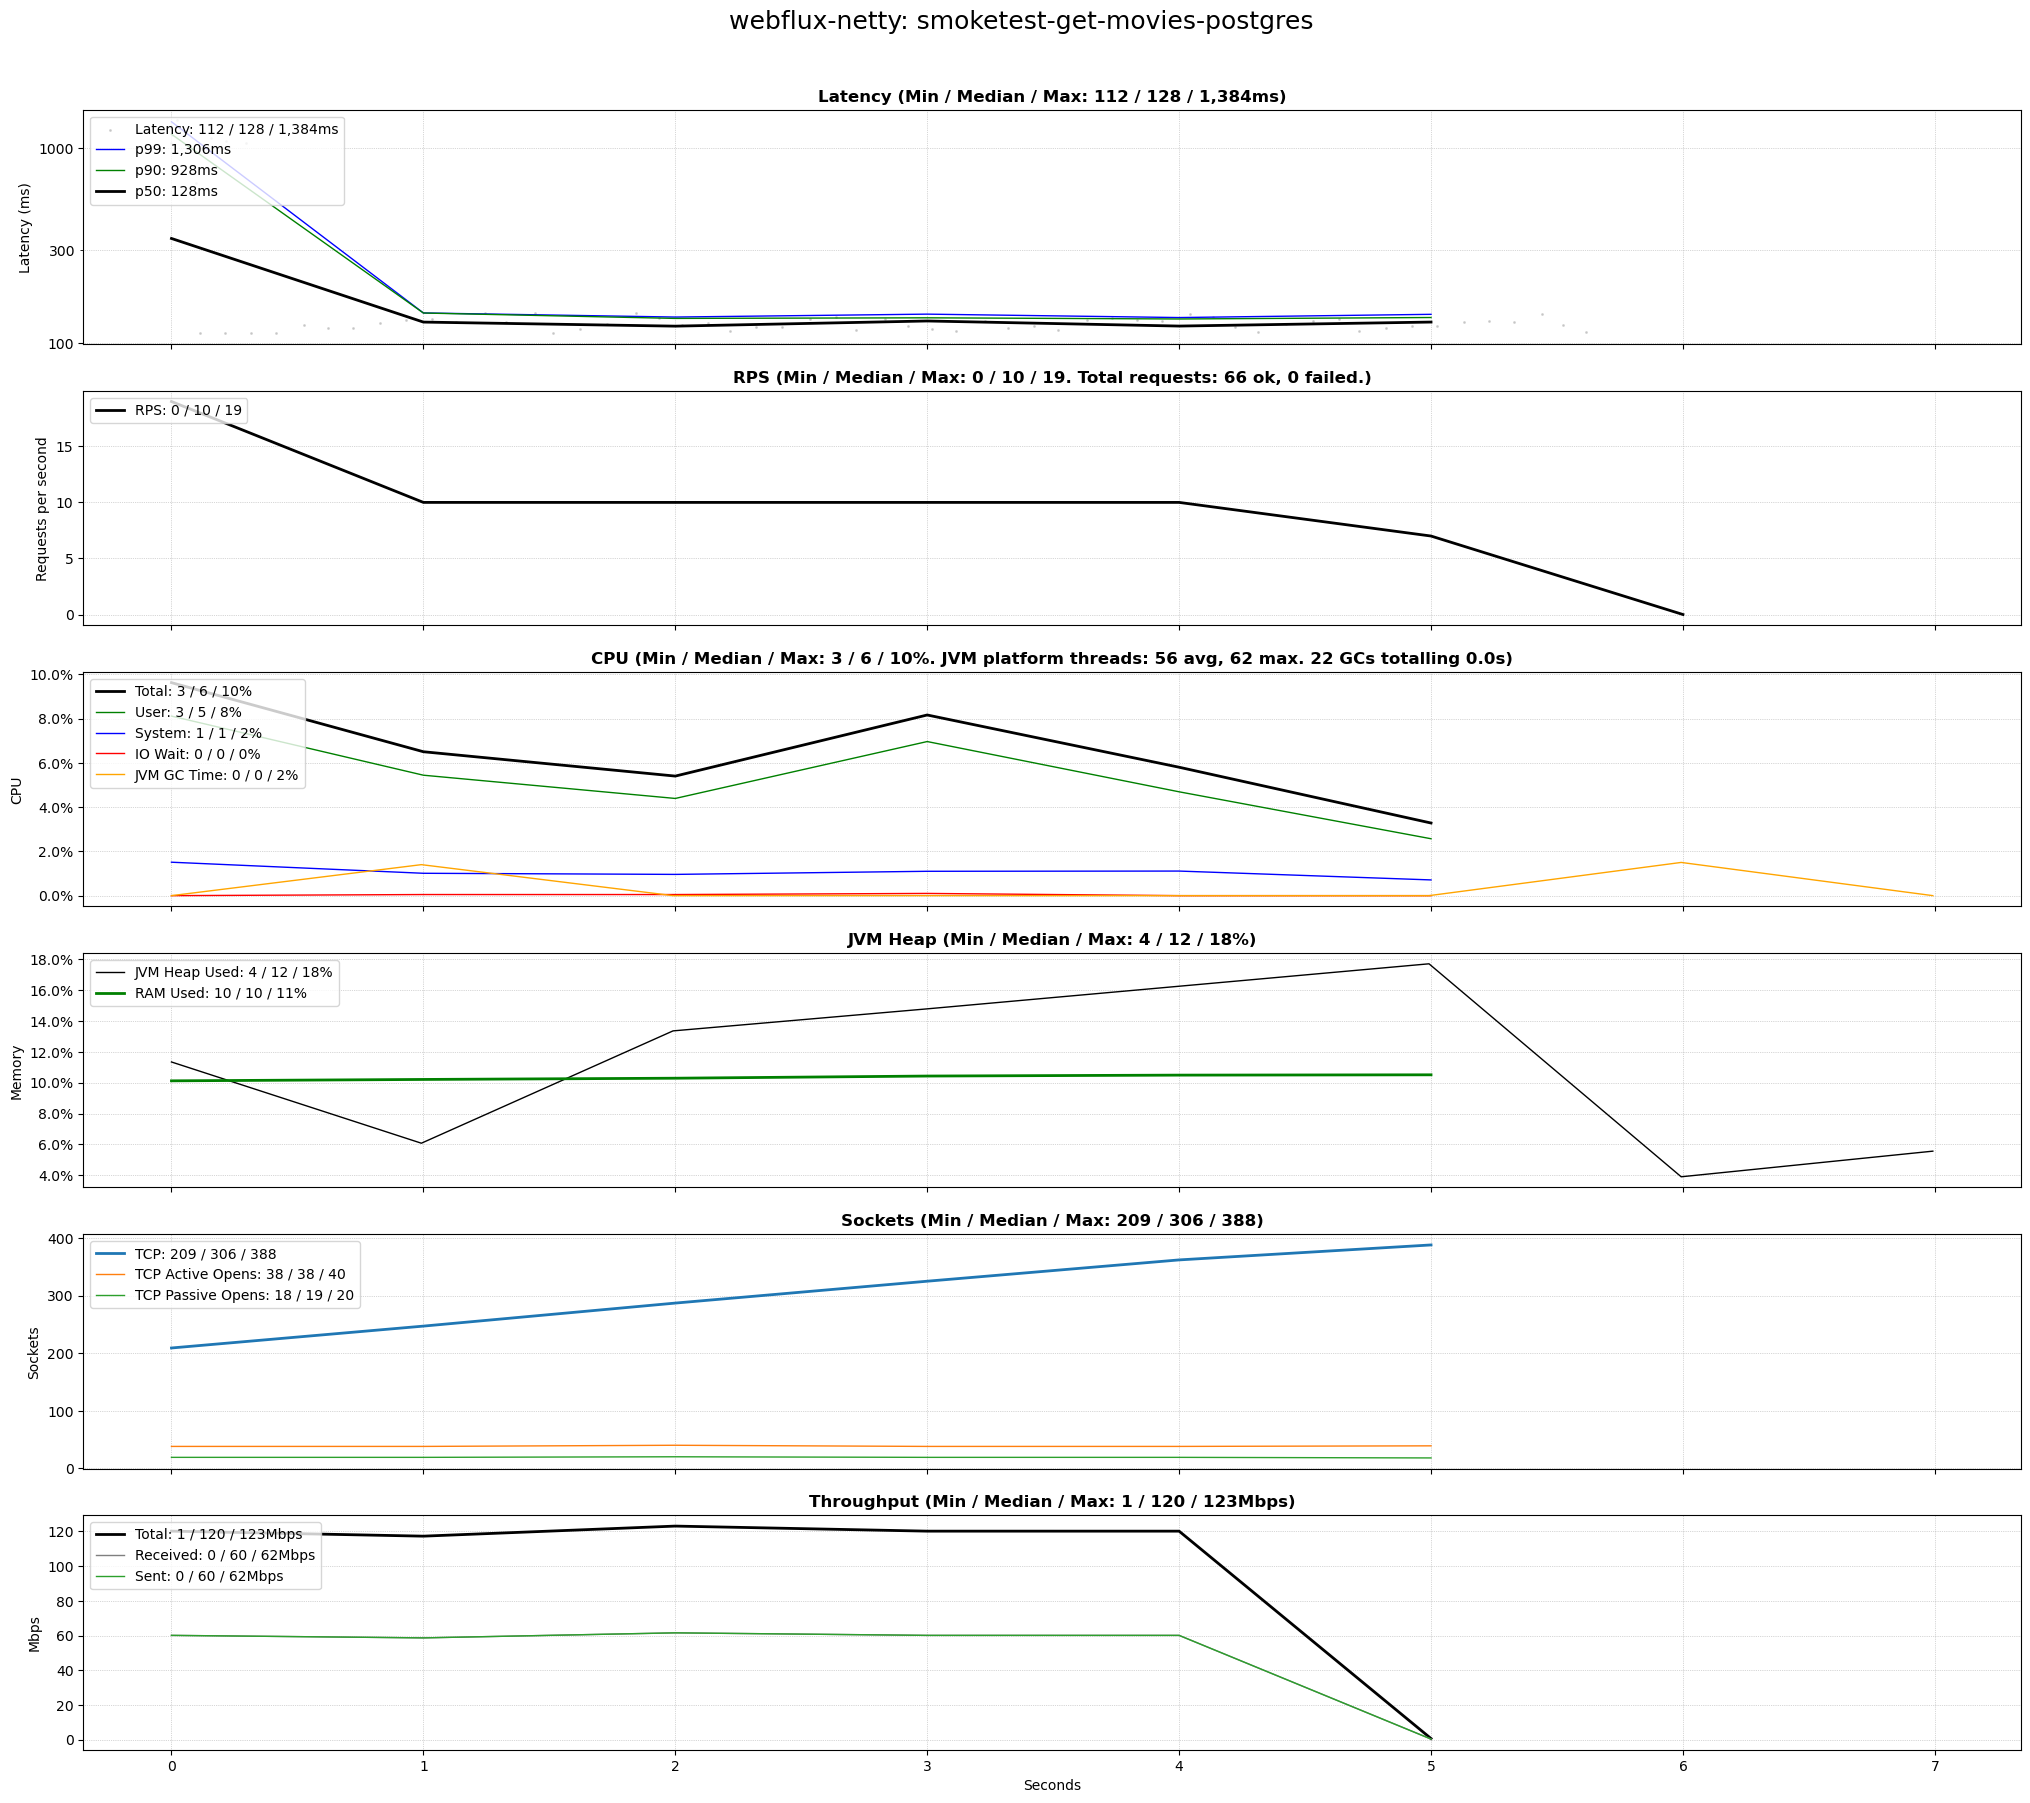 webflux-netty: smoketest-get-movies-postgres
Latency (Min / Median / Max: 112 / 128 / 1,384ms)
Latency: 112 / 128 / 1,384ms
p99: 1,306ms
p90: 928ms
p50: 128ms
1000
300
100
Latency (ms)
RPS (Min / Median / Max: 0 / 10 / 19. Total requests: 66 ok, 0 failed.)
RPS: 0 / 10 / 19
15
10
5
0
Requests per second
CPU (Min / Median / Max: 3 / 6 / 10%. JVM platform threads: 56 avg, 62 max. 22 GCs totalling 0.0s)
Total: 3 / 6 / 10%
User: 3 / 5 / 8%
System: 1 / 1 / 2%
IO Wait: 0 / 0 / 0%
JVM GC Time: 0 / 0 / 2%
10.0%
8.0%
6.0%
4.0%
2.0%
0.0%
CPU
JVM Heap (Min / Median / Max: 4 / 12 / 18%)
JVM Heap Used: 4 / 12 / 18%
RAM Used: 10 / 10 / 11%
18.0%
16.0%
14.0%
12.0%
10.0%
8.0%
6.0%
4.0%
Memory
Sockets (Min / Median / Max: 209 / 306 / 388)
TCP: 209 / 306 / 388
TCP Active Opens: 38 / 38 / 40
TCP Passive Opens: 18 / 19 / 20
400
300
200
100
0
Sockets
Throughput (Min / Median / Max: 1 / 120 / 123Mbps)
Total: 1 / 120 / 123Mbps
Received: 0 / 60 / 62Mbps
Sent: 0 / 60 / 62Mbps
120
100
80
60
40
20
0
Mbps
0 1 2 3 4 5 6 7
Seconds